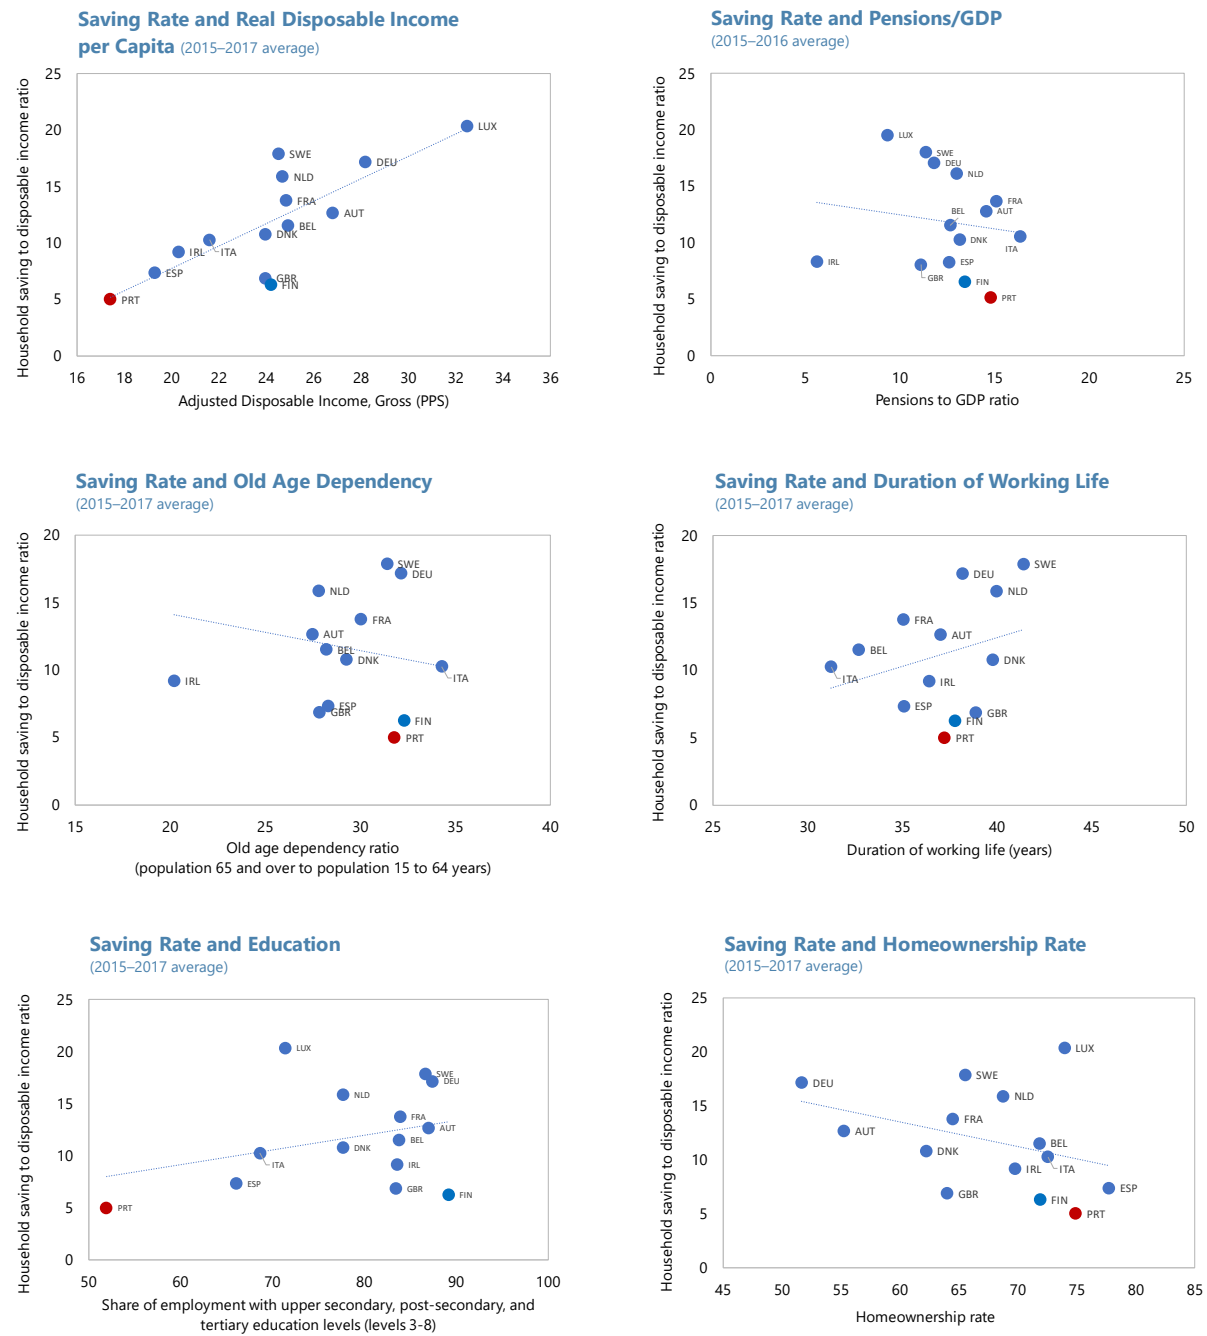 Saving Rate and Real Disposable Income
per Capita (2015–2017 average)
Household saving to disposable income ratio
25
20
15
10
5
0
LUX
SWE
DEU
NLD
FRA
AUT
BEL
DNK
IRL
ITA
ESP
GBR
FIN
PRT
16 18 20 22 24 26 28 30 32 34 36
Adjusted Disposable Income, Gross (PPS)
Saving Rate and Pensions/GDP
(2015–2016 average)
Household saving to disposable income ratio
25
20
15
10
5
0
LUX
SWE
DEU
NLD
FRA
BEL
AUT
DNK
ITA
IRL
ESP
GBR
FIN
PRT
0 5 10 15 20 25
Pensions to GDP ratio
Saving Rate and Old Age Dependency
(2015–2017 average)
Household saving to disposable income ratio
20
15
10
5
0
SWE
DEU
NLD
FRA
AUT
BEL
DNK
ITA
IRL
ESP
GBR
FIN
PRT
15 20 25 30 35 40
Old age dependency ratio
(population 65 and over to population 15 to 64 years)
Saving Rate and Duration of Working Life
(2015–2017 average)
Household saving to disposable income ratio
20
15
10
5
0
SWE
DEU
NLD
FRA
AUT
BEL
DNK
ITA
IRL
ESP
GBR
FIN
PRT
25 30 35 40 45 50
Duration of working life (years)
Saving Rate and Education
(2015–2017 average)
Household saving to disposable income ratio
25
20
15
10
5
0
LUX
SWE
DEU
NLD
FRA
AUT
BEL
DNK
ITA
IRL
ESP
GBR
FIN
PRT
50 60 70 80 90 100
Share of employment with upper secondary, post-secondary, and
tertiary education levels (levels 3-8)
Saving Rate and Homeownership Rate
(2015–2017 average)
Household saving to disposable income ratio
25
20
15
10
5
0
LUX
SWE
DEU
NLD
FRA
AUT
BEL
DNK
IRL
ITA
ESP
GBR
FIN
PRT
45 50 55 60 65 70 75 80 85
Homeownership rate